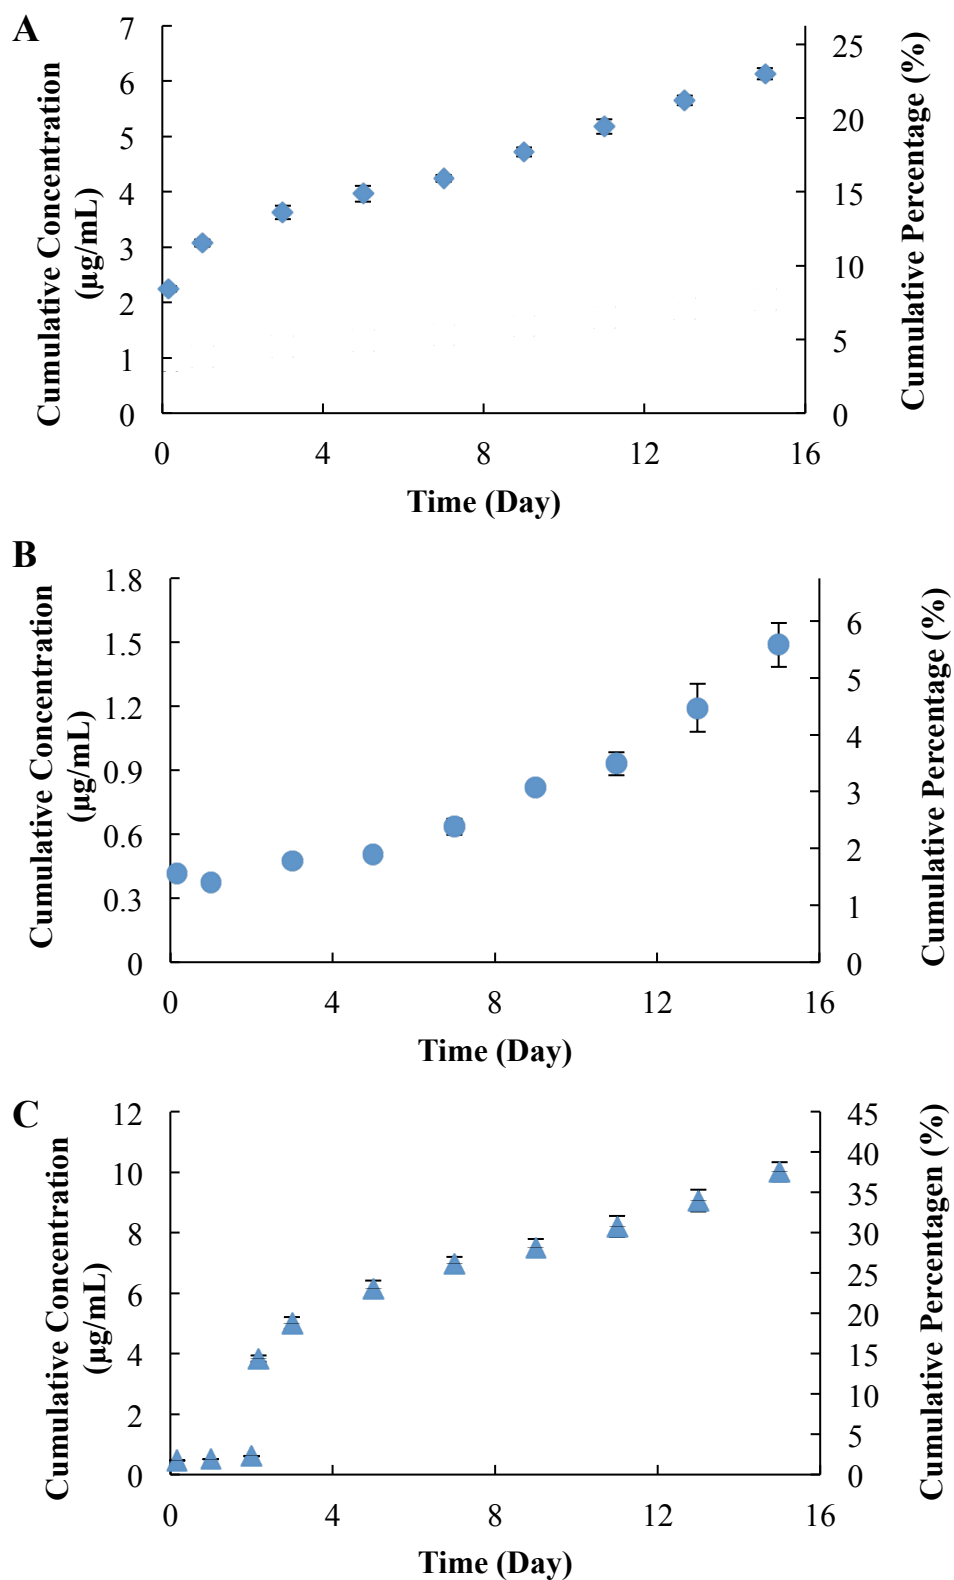 A
Cumulative Concentration
(µg/mL)
7
6
5
4
3
2
1
0
25
20
15
10
5
0
Cumulative Percentage (%)
0 4 8 12 16
Time (Day)
B
Cumulative Concentration
(µg/mL)
1.8
1.5
1.2
0.9
0.6
0.3
0
6
5
4
3
2
1
0
Cumulative Percentage (%)
0 4 8 12 16
Time (Day)
C
Cumulative Concentration
(µg/mL)
12
10
8
6
4
2
0
45
40
35
30
25
20
15
10
5
0
Cumulative Percentagen (%)
0 4 8 12 16
Time (Day)